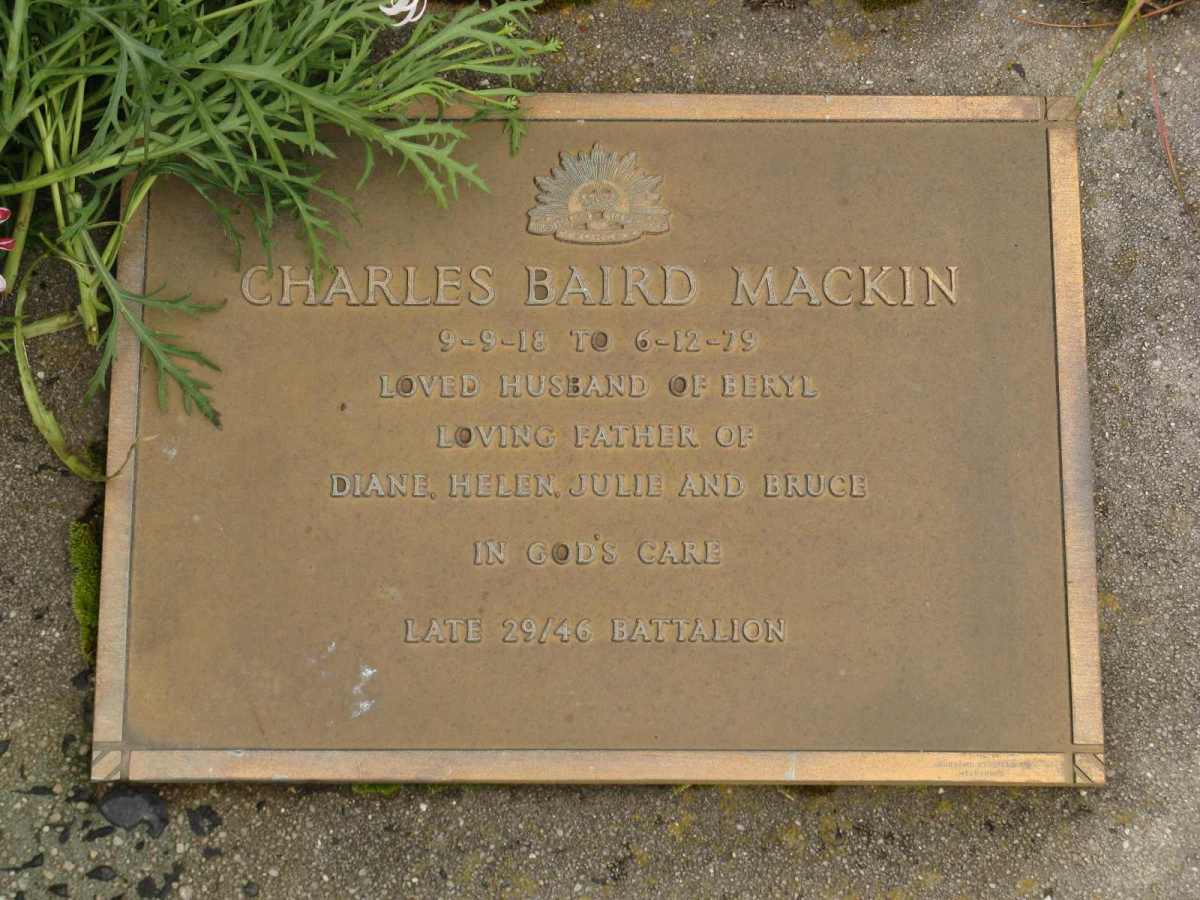 CHARLES BAIRD MACKIN
9-9-18 TO 6-12-79
LOVED HUSBAND OF BERYL
LOVING FATHER OF
DIANE, HELEN, JULIE AND BRUCE
IN GOD'S CARE
LATE 29/46 BATTALION